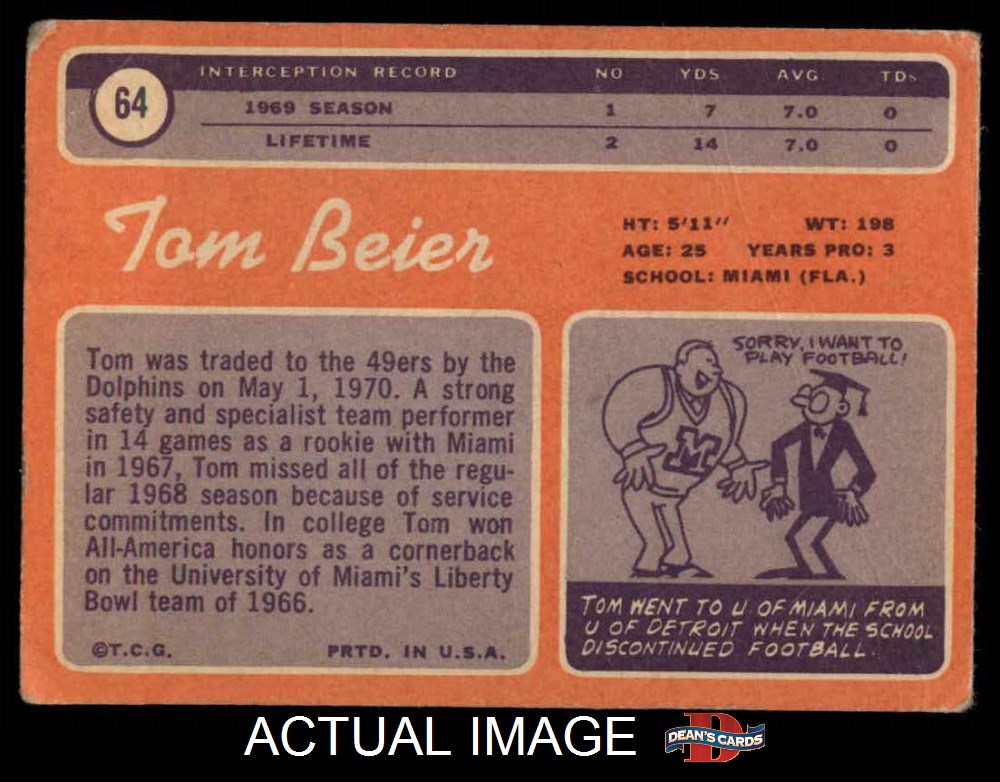 64
INTERCEPTION RECORD NO YDS AVG TDs
1969 SEASON 1 7 7.0 0
LIFETIME 2 14 7.0 0
Tom Beier
HT: 5'11" WT: 198
AGE: 25 YEARS PRO: 3
SCHOOL: MIAMI (FLA.)
Tom was traded to the 49ers by the
Dolphins on May 1, 1970. A strong
safety and specialist team performer
in 14 games as a rookie with Miami
in 1967, Tom missed all of the regu-
lar 1968 season because of service
commitments. In college Tom won
All-America honors as a cornerback
on the University of Miami's Liberty
Bowl team of 1966.
©T.C.G. PRTD. IN U.S.A.
SORRY, I WANT TO
PLAY FOOTBALL!
M
TOM WENT TO U OF MIAMI FROM
U OF DETROIT WHEN THE SCHOOL
DISCONTINUED FOOTBALL.
ACTUAL IMAGE
D
DEAN'S CARDS